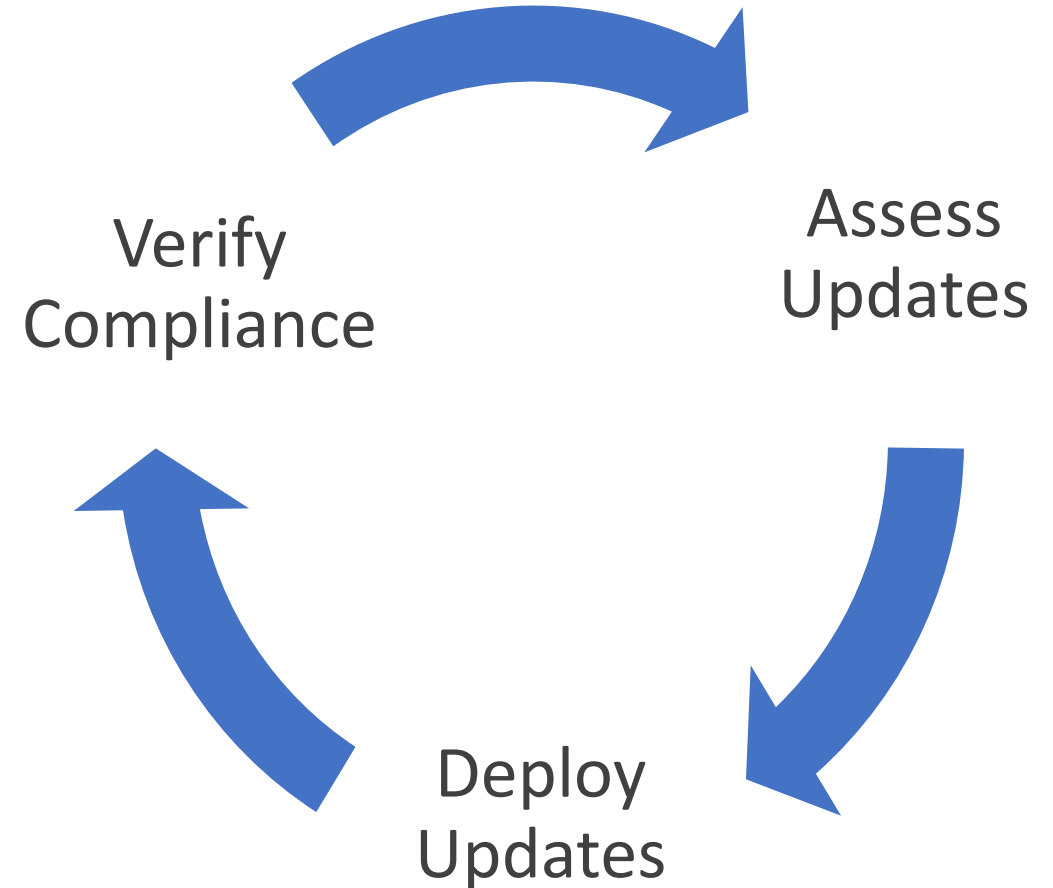 Verify
Compliance
Assess
Updates
Deploy
Updates